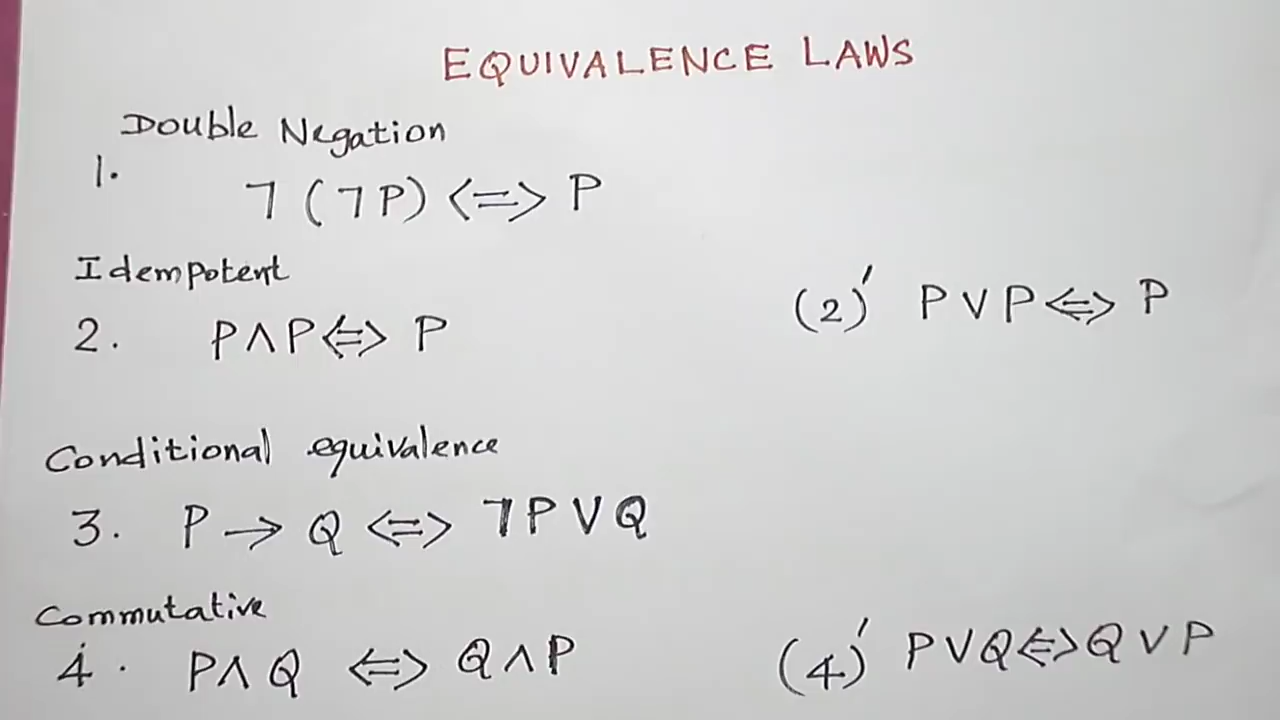 EQUIVALENCE LAWS
Double Negation
1. ¬(¬P) <=> P
Idempotent
2. P∧P <=> P (2)' P∨P <=> P
Conditional equivalence
3. P → Q <=> ¬P∨Q
Commutative
4. P∧Q <=> Q∧P (4)' P∨Q <=> Q∨P